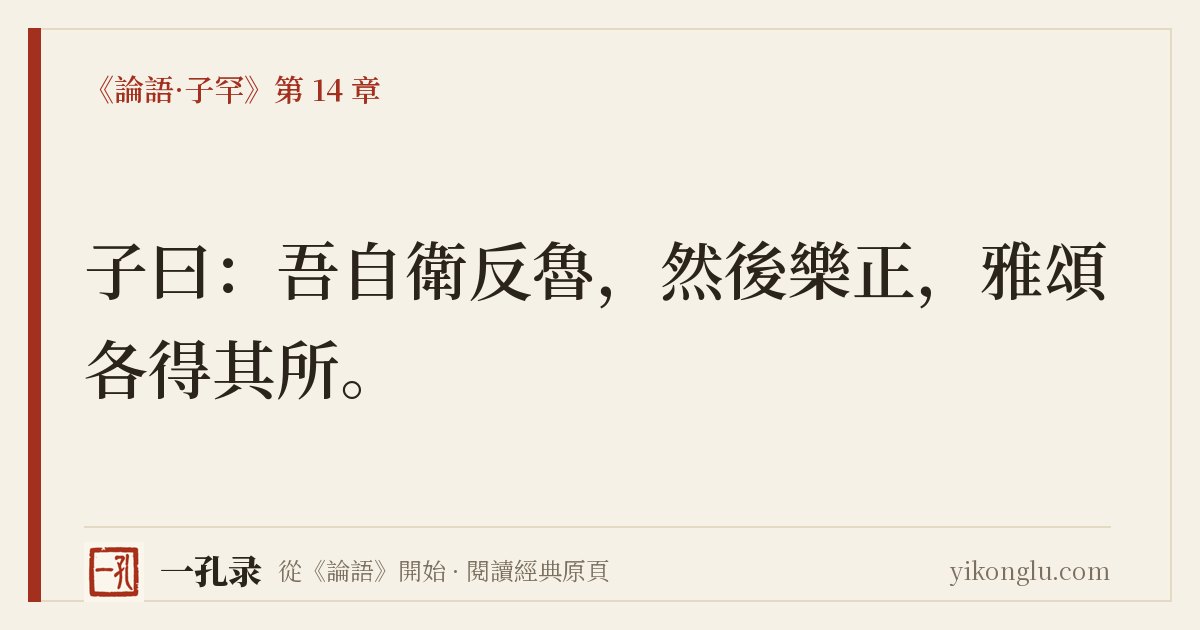 《論語·子罕》第 14 章
子曰：吾自衛反魯，然後樂正，雅頌
各得其所。
一孔
一孔录 從《論語》開始 · 閱讀經典原頁
yikonglu.com